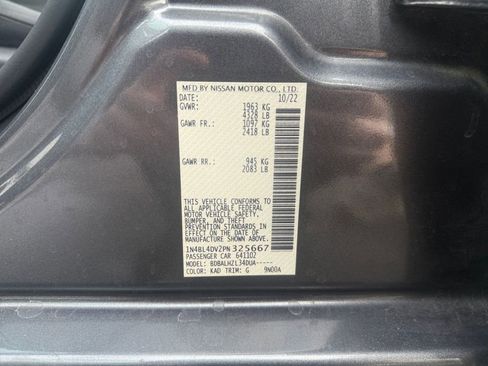 MFD BY NISSAN MOTOR CO., LTD.
DATE: 10/22
GVWR: 1963 KG
4328 LB
GAWR FR.: 1097 KG
2418 LB
GAWR RR.: 945 KG
2083 LB
THIS VEHICLE CONFORMS TO
ALL APPLICABLE FEDERAL
MOTOR VEHICLE SAFETY,
BUMPER, AND THEFT
PREVENTION STANDARDS
IN EFFECT ON THE DATE OF
MANUFACTURE SHOWN ABOVE.
1N4BL4DV2PN325667
PASSENGER CAR 641102
MODEL: BDBALHZL34DUA-----
COLOR: KAD TRIM: G 9N00A